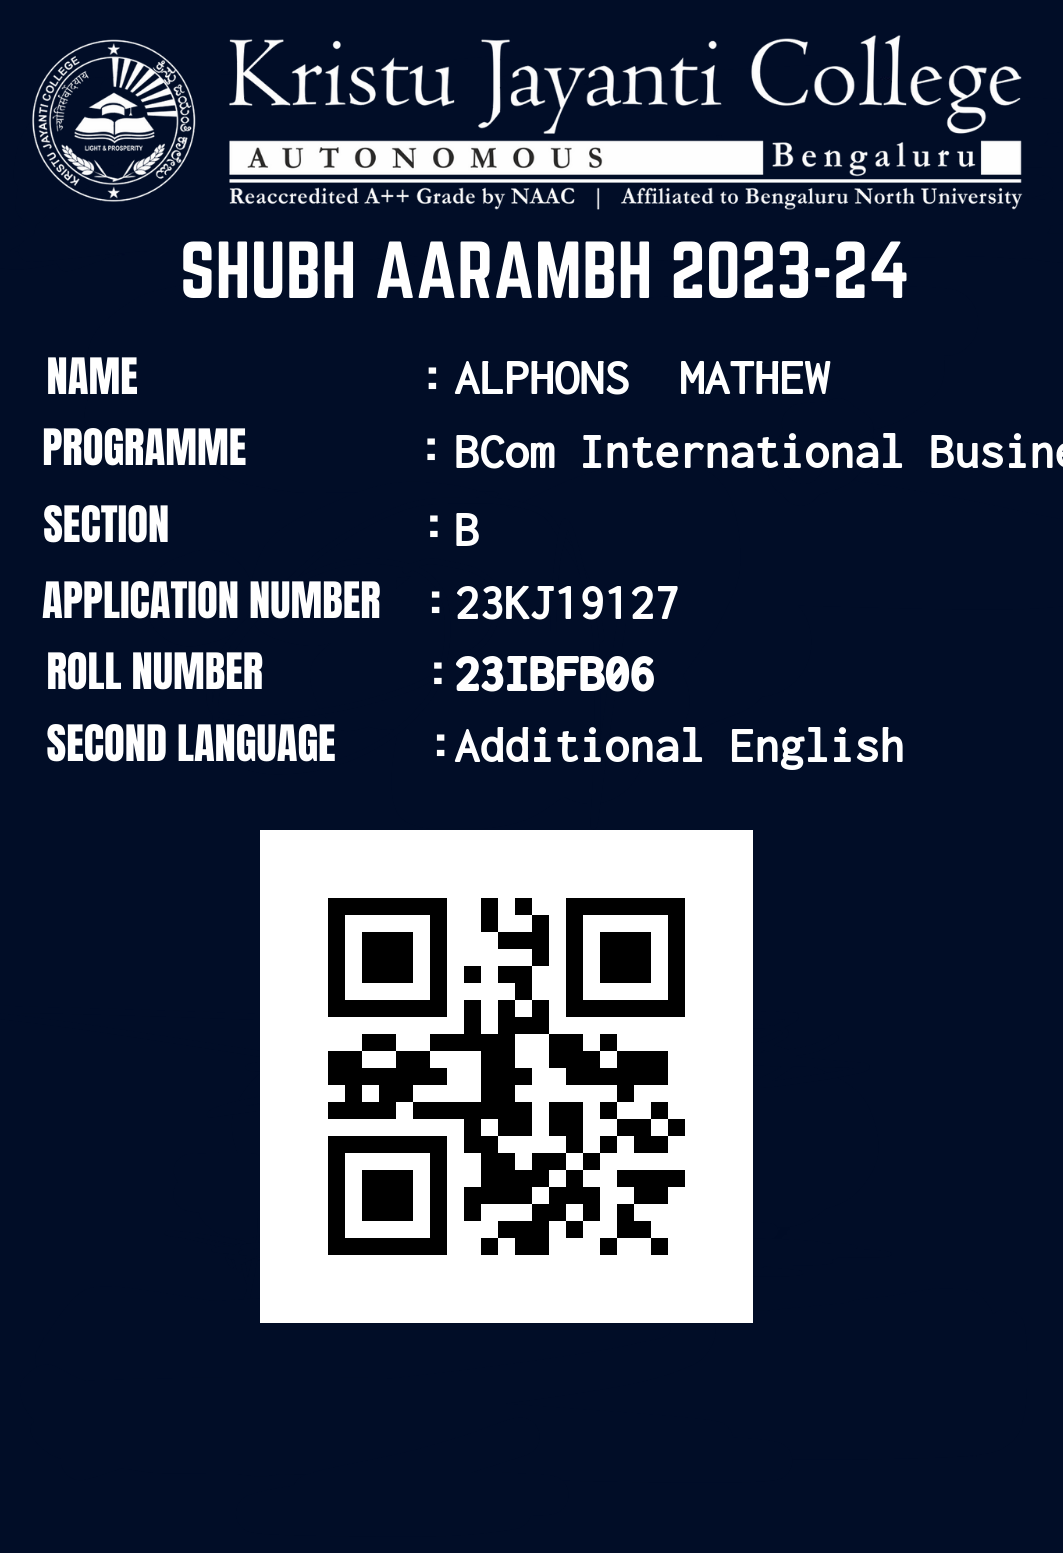 Kristu Jayanti College
AUTONOMOUS Bengaluru
Reaccredited A++ Grade by NAAC | Affiliated to Bengaluru North University
KRISTU JAYANTI COLLEGE
ಕ್ರಿಸ್ತು ಜಯಂತಿ ಕಾಲೇಜು
LIGHT & PROSPERITY
SHUBH AARAMBH 2023-24
NAME : ALPHONS MATHEW
PROGRAMME : BCom International Busine
SECTION : B
APPLICATION NUMBER : 23KJ19127
ROLL NUMBER : 23IBFB06
SECOND LANGUAGE : Additional English